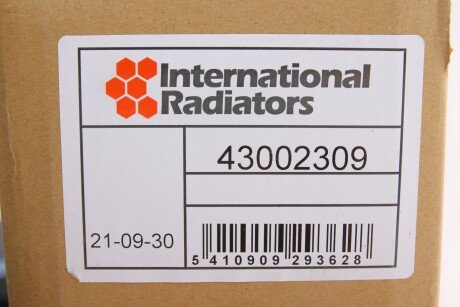 International
Radiators
43002309
21-09-30
5 410909 293628